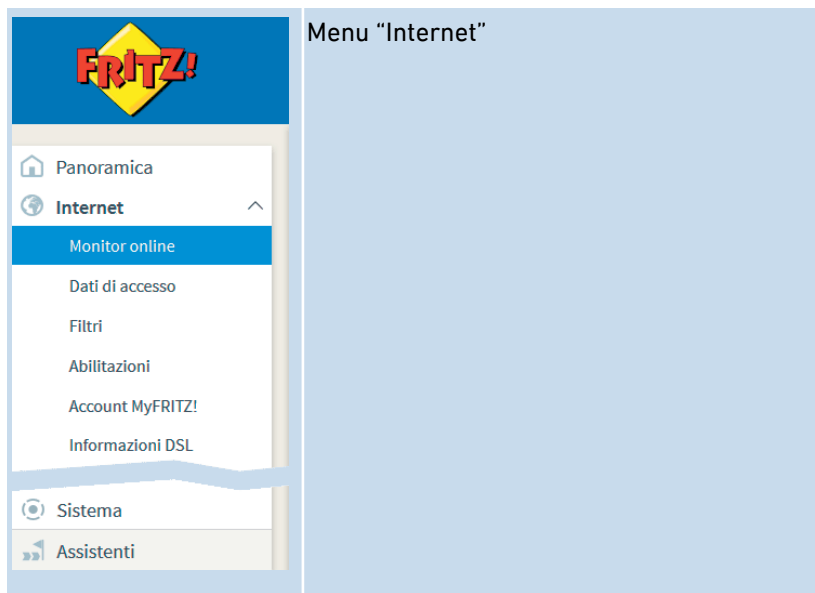 FRITZ!
Menu “Internet”
Panoramica
Internet
Monitor online
Dati di accesso
Filtri
Abilitazioni
Account MyFRITZ!
Informazioni DSL
Sistema
Assistenti